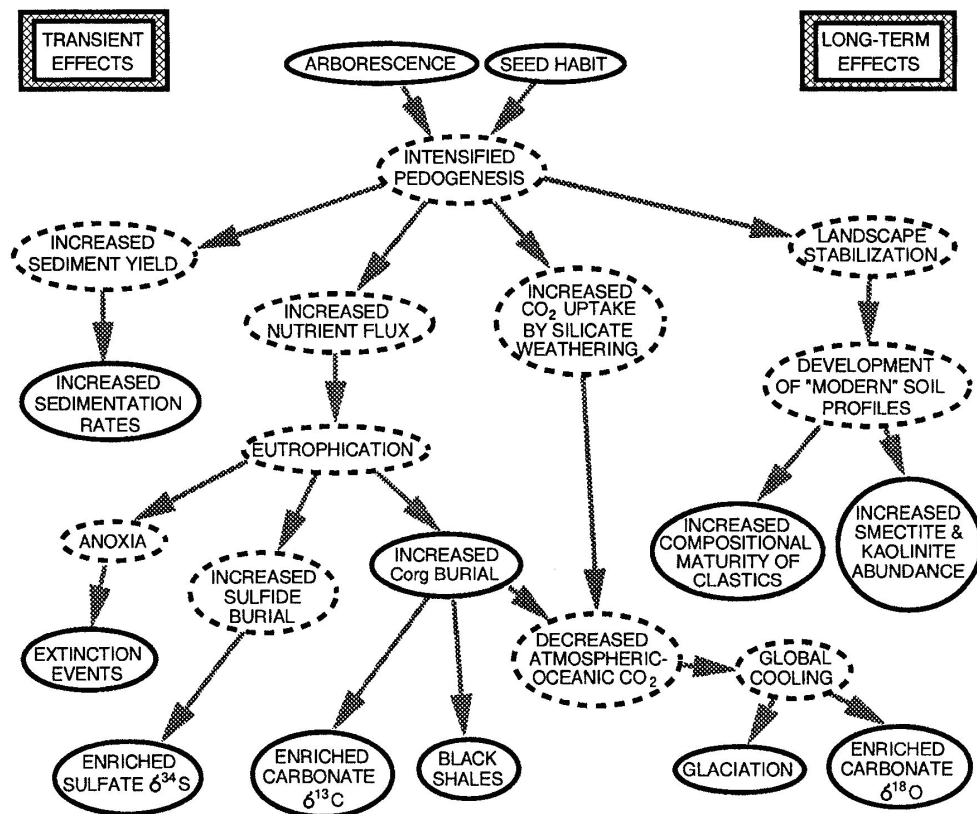 TRANSIENT
EFFECTS
LONG-TERM
EFFECTS
ARBORESCENCE
SEED HABIT
INTENSIFIED
PEDOGENESIS
INCREASED
SEDIMENT YIELD
LANDSCAPE
STABILIZATION
INCREASED
NUTRIENT FLUX
INCREASED
CO₂ UPTAKE
BY SILICATE
WEATHERING
INCREASED
SEDIMENTATION
RATES
DEVELOPMENT
OF "MODERN" SOIL
PROFILES
EUTROPHICATION
ANOXIA
INCREASED
SULFIDE
BURIAL
INCREASED
Corg BURIAL
INCREASED
COMPOSITIONAL
MATURITY OF
CLASTICS
INCREASED
SMECTITE &
KAOLINITE
ABUNDANCE
EXTINCTION
EVENTS
DECREASED
ATMOSPHERIC-
OCEANIC CO₂
GLOBAL
COOLING
ENRICHED
SULFATE δ³⁴S
ENRICHED
CARBONATE
δ¹³C
BLACK
SHALES
GLACIATION
ENRICHED
CARBONATE
δ¹⁸O